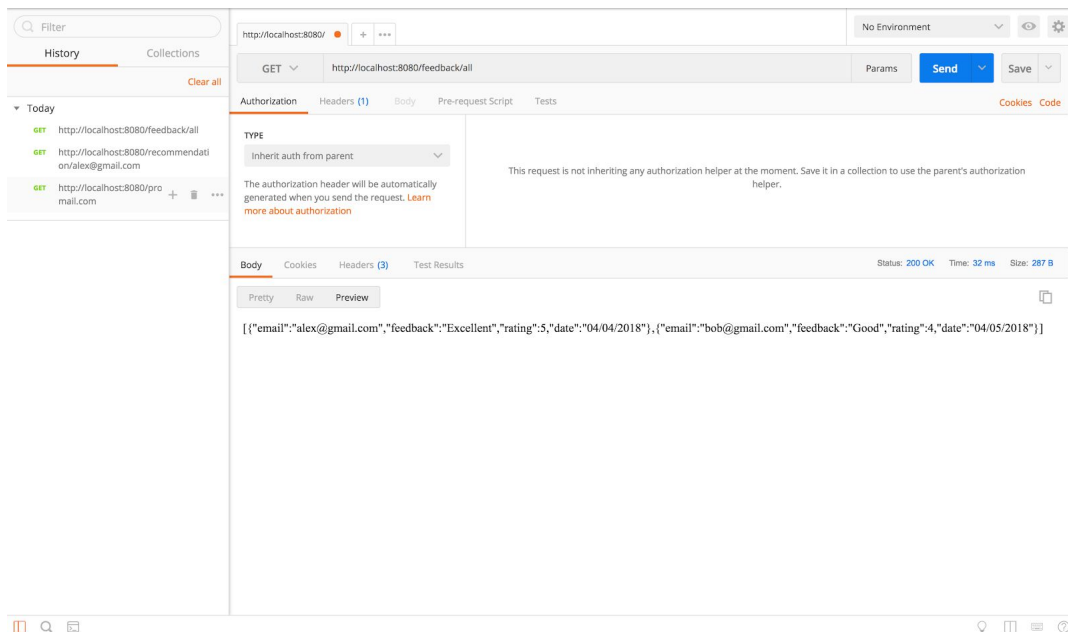 Filter
History Collections
Clear all
Today
GET http://localhost:8080/feedback/all
GET http://localhost:8080/recommendati
on/alex@gmail.com
GET http://localhost:8080/pro
mail.com
http://localhost:8080/
No Environment
GET http://localhost:8080/feedback/all Params Send Save
Authorization Headers (1) Body Pre-request Script Tests Cookies Code
TYPE
Inherit auth from parent
The authorization header will be automatically
generated when you send the request. Learn
more about authorization
This request is not inheriting any authorization helper at the moment. Save it in a collection to use the parent's authorization
helper.
Body Cookies Headers (3) Test Results Status: 200 OK Time: 32 ms Size: 287 B
Pretty Raw Preview
[{"email":"alex@gmail.com","feedback":"Excellent","rating":5,"date":"04/04/2018"},{"email":"bob@gmail.com","feedback":"Good","rating":4,"date":"04/05/2018"}]